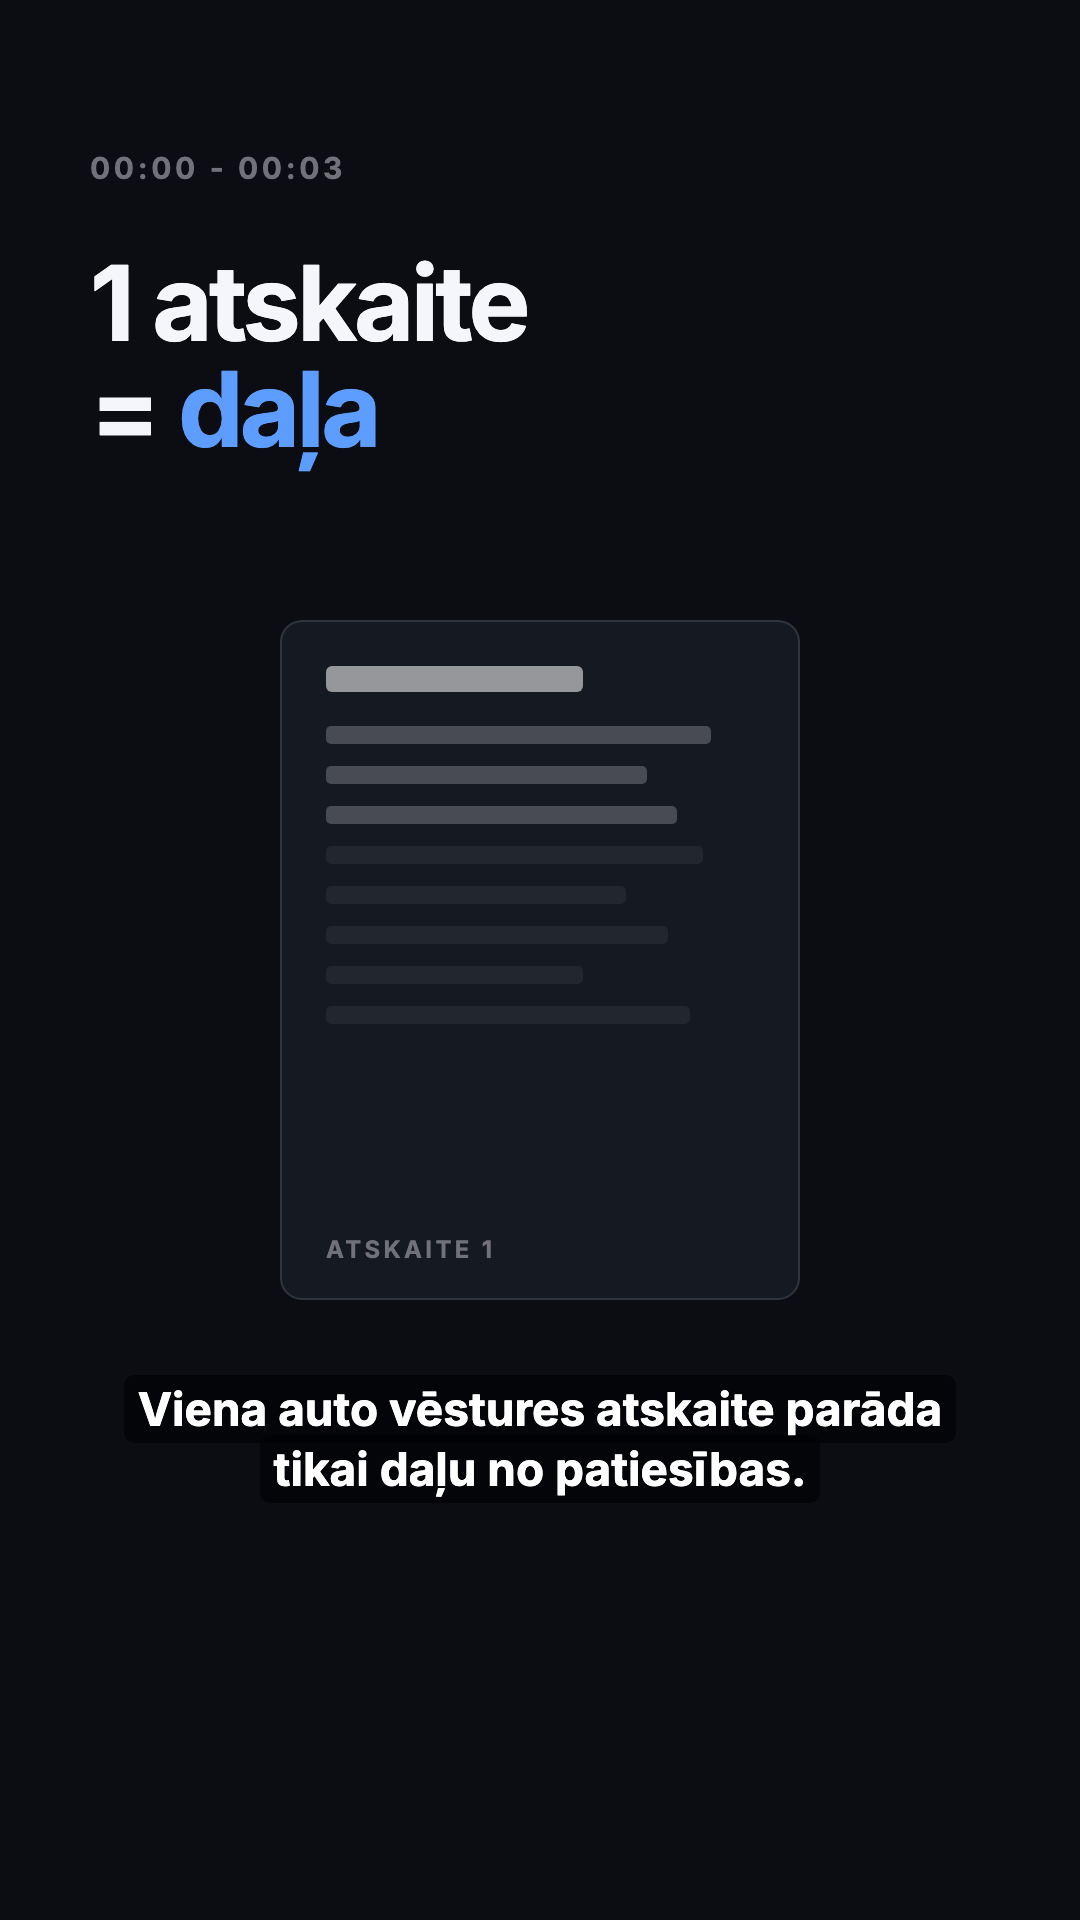 00:00 - 00:03
1 atskaite
= daļa
ATSKAITE 1
Viena auto vēstures atskaite parāda
tikai daļu no patiesības.